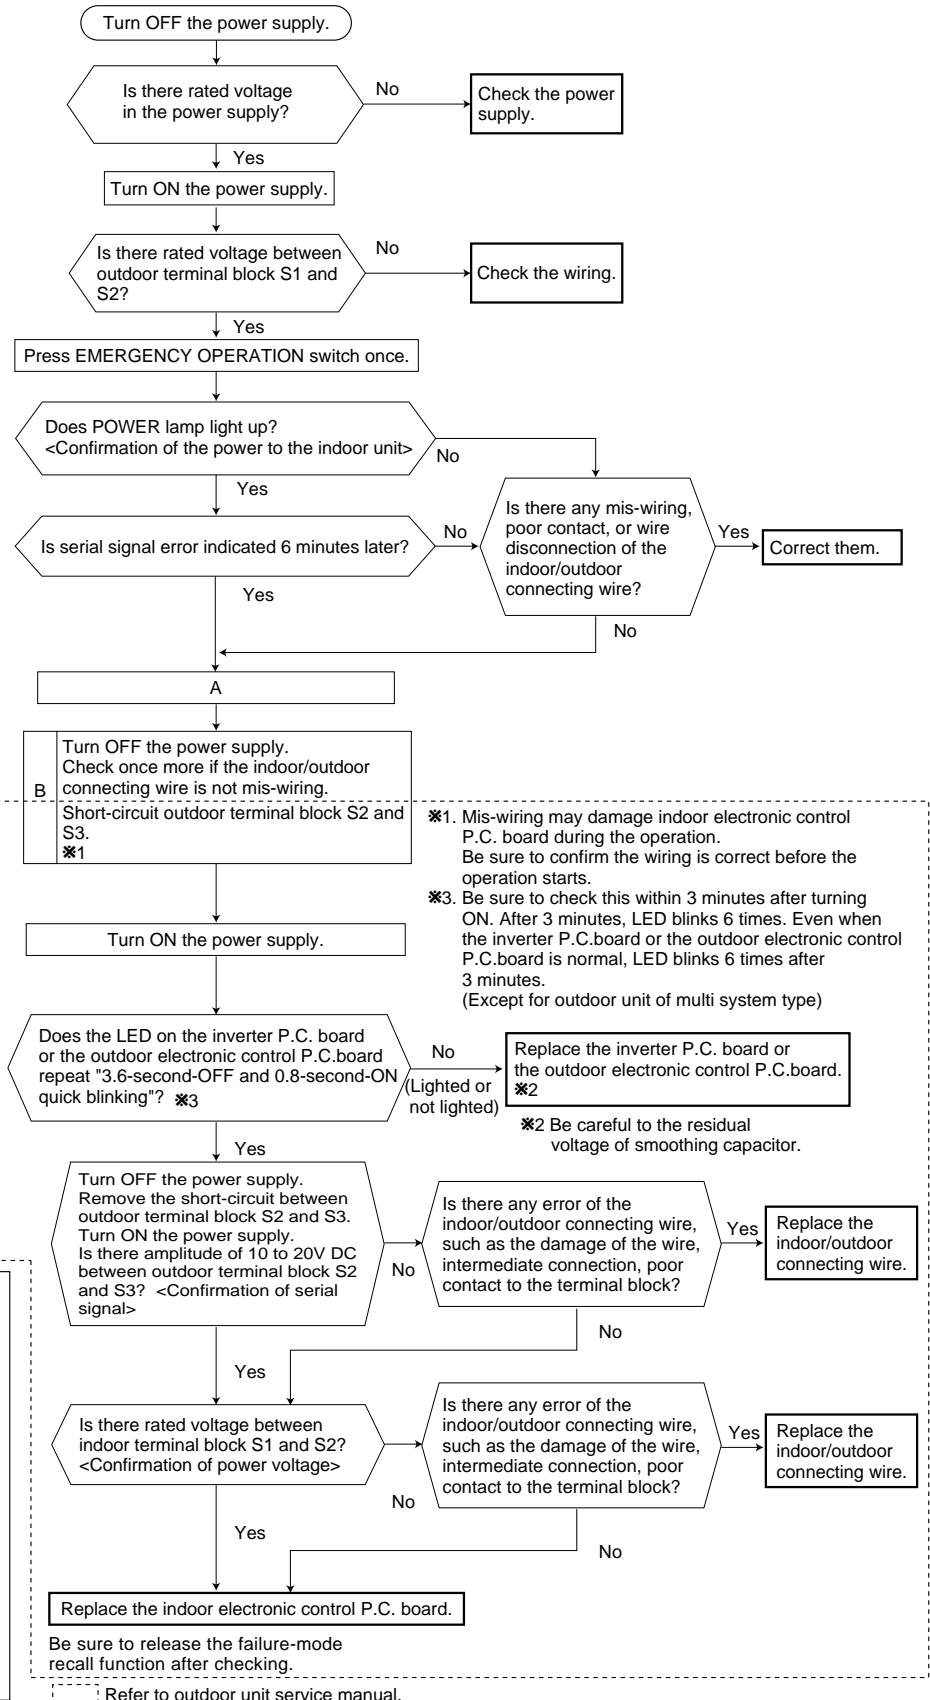 Turn OFF the power supply.
Is there rated voltage
in the power supply?
No
Check the power
supply.
Yes
Turn ON the power supply.
Is there rated voltage between
outdoor terminal block S1 and
S2?
No
Check the wiring.
Yes
Press EMERGENCY OPERATION switch once.
Does POWER lamp light up?
<Confirmation of the power to the indoor unit>
No
Yes
Is serial signal error indicated 6 minutes later?
No
Is there any mis-wiring,
poor contact, or wire
disconnection of the
indoor/outdoor
connecting wire?
Yes
Correct them.
Yes
No
A
B
Turn OFF the power supply.
Check once more if the indoor/outdoor
connecting wire is not mis-wiring.
Short-circuit outdoor terminal block S2 and
S3.
※1
※1. Mis-wiring may damage indoor electronic control
P.C. board during the operation.
Be sure to confirm the wiring is correct before the
operation starts.
※3. Be sure to check this within 3 minutes after turning
ON. After 3 minutes, LED blinks 6 times. Even when
the inverter P.C.board or the outdoor electronic control
P.C.board is normal, LED blinks 6 times after
3 minutes.
(Except for outdoor unit of multi system type)
Turn ON the power supply.
Does the LED on the inverter P.C. board
or the outdoor electronic control P.C.board
repeat "3.6-second-OFF and 0.8-second-ON
quick blinking"? ※3
No
(Lighted or
not lighted)
Replace the inverter P.C. board or
the outdoor electronic control P.C.board.
※2
※2 Be careful to the residual
voltage of smoothing capacitor.
Yes
Turn OFF the power supply.
Remove the short-circuit between
outdoor terminal block S2 and S3.
Turn ON the power supply.
Is there amplitude of 10 to 20V DC
between outdoor terminal block S2
and S3? <Confirmation of serial
signal>
No
Is there any error of the
indoor/outdoor connecting wire,
such as the damage of the wire,
intermediate connection, poor
contact to the terminal block?
Yes
Replace the
indoor/outdoor
connecting wire.
No
Yes
Is there rated voltage between
indoor terminal block S1 and S2?
<Confirmation of power voltage>
No
Is there any error of the
indoor/outdoor connecting wire,
such as the damage of the wire,
intermediate connection, poor
contact to the terminal block?
Yes
Replace the
indoor/outdoor
connecting wire.
Yes
No
Replace the indoor electronic control P.C. board.
Be sure to release the failure-mode
recall function after checking.
Refer to outdoor unit service manual.